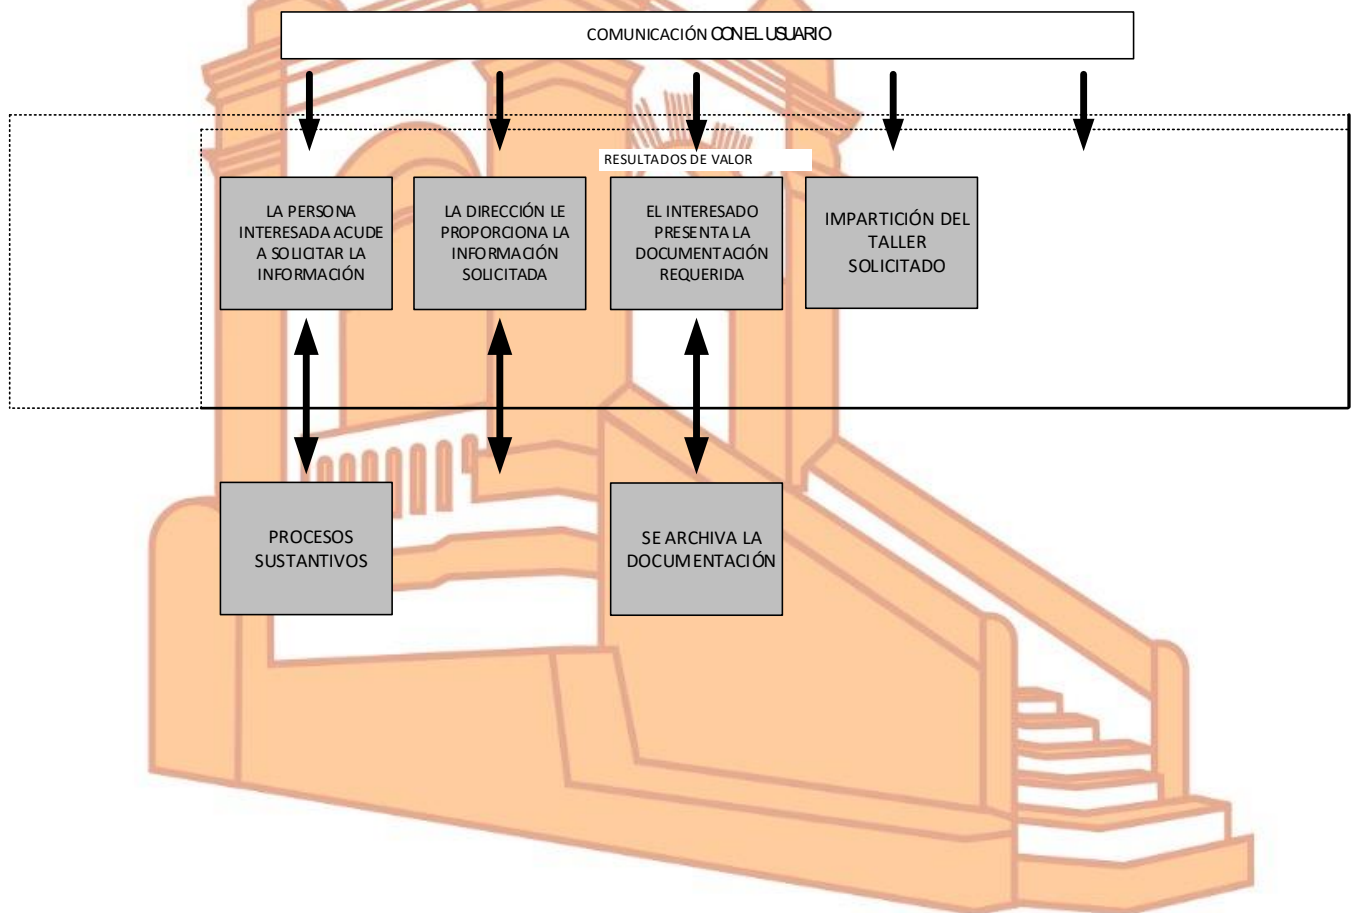 COMUNICACIÓN CON EL USUARIO
RESULTADOS DE VALOR
LA PERSONA
INTERESADA ACUDE
A SOLICITAR LA
INFORMACIÓN
LA DIRECCIÓN LE
PROPORCIONA LA
INFORMACIÓN
SOLICITADA
EL INTERESADO
PRESENTA LA
DOCUMENTACIÓN
REQUERIDA
IMPARTICIÓN DEL
TALLER
SOLICITADO
PROCESOS
SUSTANTIVOS
SE ARCHIVA LA
DOCUMENTACIÓN